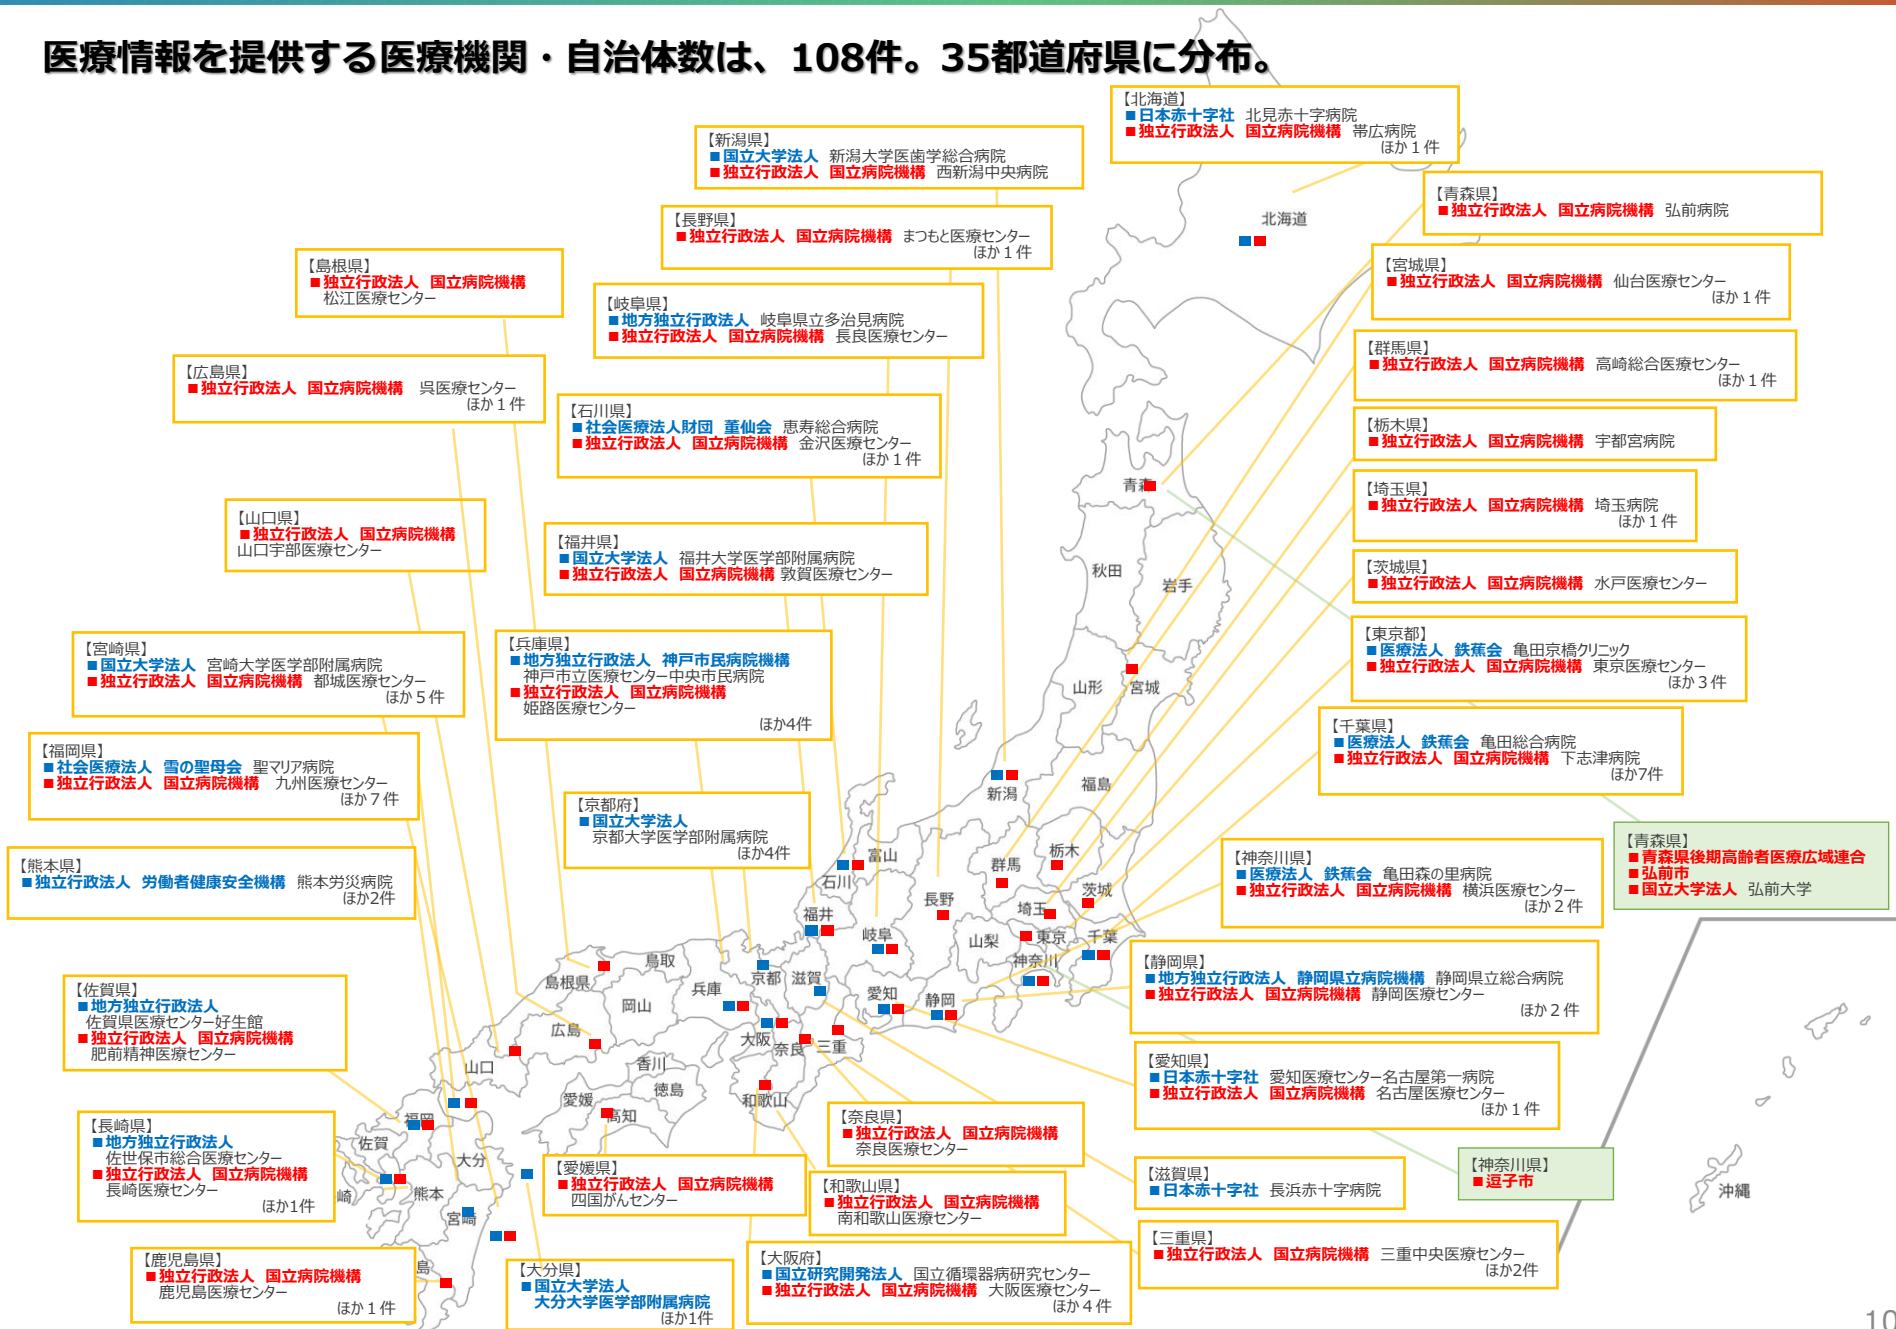 医療情報を提供する医療機関・自治体数は、108件。35都道府県に分布。
【北海道】
■日本赤十字社 北見赤十字病院
■独立行政法人 国立病院機構 帯広病院
ほか１件
【新潟県】
■国立大学法人 新潟大学医歯学総合病院
■独立行政法人 国立病院機構 西新潟中央病院
【青森県】
■独立行政法人 国立病院機構 弘前病院
【長野県】
■独立行政法人 国立病院機構 まつもと医療センター
ほか１件
【宮城県】
■独立行政法人 国立病院機構 仙台医療センター
ほか１件
【島根県】
■独立行政法人 国立病院機構
松江医療センター
【岐阜県】
■地方独立行政法人 岐阜県立多治見病院
■独立行政法人 国立病院機構 長良医療センター
【群馬県】
■独立行政法人 国立病院機構 高崎総合医療センター
ほか１件
【広島県】
■独立行政法人 国立病院機構 呉医療センター
ほか１件
【石川県】
■社会医療法人財団 董仙会 恵寿総合病院
■独立行政法人 国立病院機構 金沢医療センター
ほか１件
【栃木県】
■独立行政法人 国立病院機構 宇都宮病院
【埼玉県】
■独立行政法人 国立病院機構 埼玉病院
ほか１件
【山口県】
■独立行政法人 国立病院機構
山口宇部医療センター
【福井県】
■国立大学法人 福井大学医学部附属病院
■独立行政法人 国立病院機構 敦賀医療センター
【茨城県】
■独立行政法人 国立病院機構 水戸医療センター
【宮崎県】
■国立大学法人 宮崎大学医学部附属病院
■独立行政法人 国立病院機構 都城医療センター
ほか５件
【兵庫県】
■地方独立行政法人 神戸市民病院機構
神戸市立医療センター中央市民病院
■独立行政法人 国立病院機構
姫路医療センター
ほか4件
【東京都】
■医療法人 鉄蕉会 亀田京橋クリニック
■独立行政法人 国立病院機構 東京医療センター
ほか３件
【千葉県】
■医療法人 鉄蕉会 亀田総合病院
■独立行政法人 国立病院機構 下志津病院
ほか7件
【福岡県】
■社会医療法人 雪の聖母会 聖マリア病院
■独立行政法人 国立病院機構 九州医療センター
ほか７件
【京都府】
■国立大学法人
京都大学医学部附属病院
ほか4件
【青森県】
■青森県後期高齢者医療広域連合
■弘前市
■国立大学法人 弘前大学
【熊本県】
■独立行政法人 労働者健康安全機構 熊本労災病院
ほか2件
【神奈川県】
■医療法人 鉄蕉会 亀田森の里病院
■独立行政法人 国立病院機構 横浜医療センター
ほか２件
【静岡県】
■地方独立行政法人 静岡県立病院機構 静岡県立総合病院
■独立行政法人 国立病院機構 静岡医療センター
ほか２件
【佐賀県】
■地方独立行政法人
佐賀県医療センター好生館
■独立行政法人 国立病院機構
肥前精神医療センター
【愛知県】
■日本赤十字社 愛知医療センター名古屋第一病院
■独立行政法人 国立病院機構 名古屋医療センター
ほか１件
【長崎県】
■地方独立行政法人
佐世保市総合医療センター
■独立行政法人 国立病院機構
長崎医療センター
ほか1件
【奈良県】
■独立行政法人 国立病院機構
奈良医療センター
【愛媛県】
■独立行政法人 国立病院機構
四国がんセンター
【和歌山県】
■独立行政法人 国立病院機構
南和歌山医療センター
【滋賀県】
■日本赤十字社 長浜赤十字病院
【神奈川県】
■逗子市
【三重県】
■独立行政法人 国立病院機構 三重中央医療センター
ほか2件
【鹿児島県】
■独立行政法人 国立病院機構
鹿児島医療センター
ほか１件
【大分県】
■国立大学法人
大分大学医学部附属病院
ほか1件
【大阪府】
■国立研究開発法人 国立循環器病研究センター
■独立行政法人 国立病院機構 大阪医療センター
ほか４件
北海道
青森
秋田
岩手
山形
宮城
新潟
福島
富山
石川
群馬
栃木
茨城
長野
埼玉
福井
岐阜
山梨
東京
千葉
神奈川
鳥取
島根県
岡山
兵庫
京都
滋賀
愛知
静岡
広島
大阪
奈良
三重
山口
香川
徳島
愛媛
高知
和歌山
福岡
佐賀
大分
崎
熊本
宮崎
島
沖縄
10